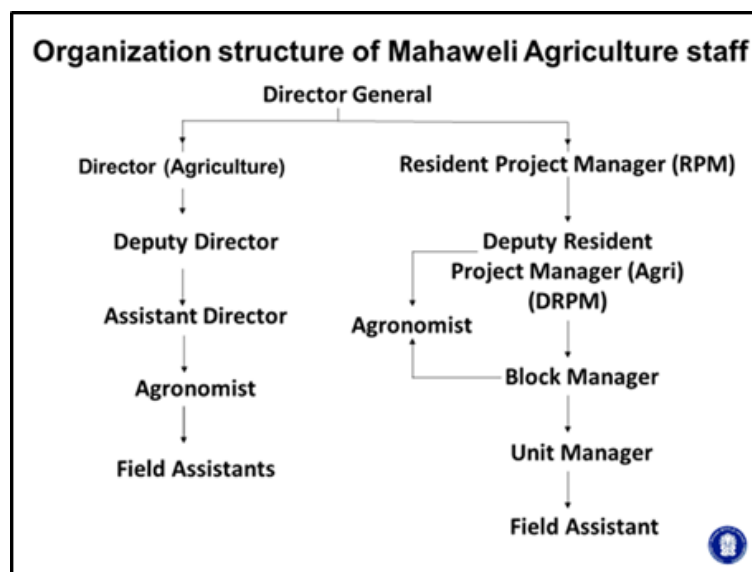 Organization structure of Mahaweli Agriculture staff
Director General
Director (Agriculture)
Deputy Director
Assistant Director
Agronomist
Field Assistants
Resident Project Manager (RPM)
Deputy Resident
Project Manager (Agri)
(DRPM)
Agronomist
Block Manager
Unit Manager
Field Assistant